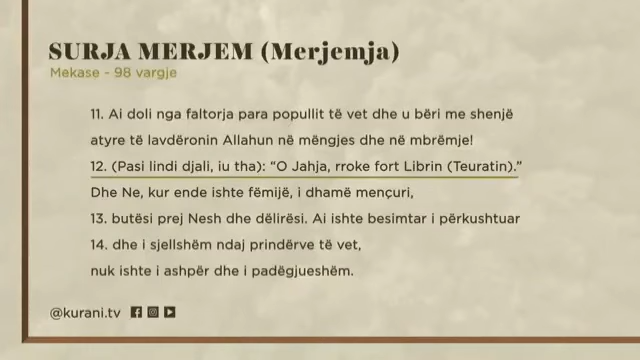 SURJA MERJEM (Merjemja)
Mekase - 98 vargje
11. Ai doli nga faltorja para popullit të vet dhe u bëri me shenjë
atyre të lavdëronin Allahun në mëngjes dhe në mbrëmje!
12. (Pasi lindi djali, iu tha): “O Jahja, rroke fort Librin (Teuratin).”
Dhe Ne, kur ende ishte fëmijë, i dhamë mençuri,
13. butësi prej Nesh dhe dëlirësi. Ai ishte besimtar i përkushtuar
14. dhe i sjellshëm ndaj prindërve të vet,
nuk ishte i ashpër dhe i padëgjueshëm.
@kurani.tv